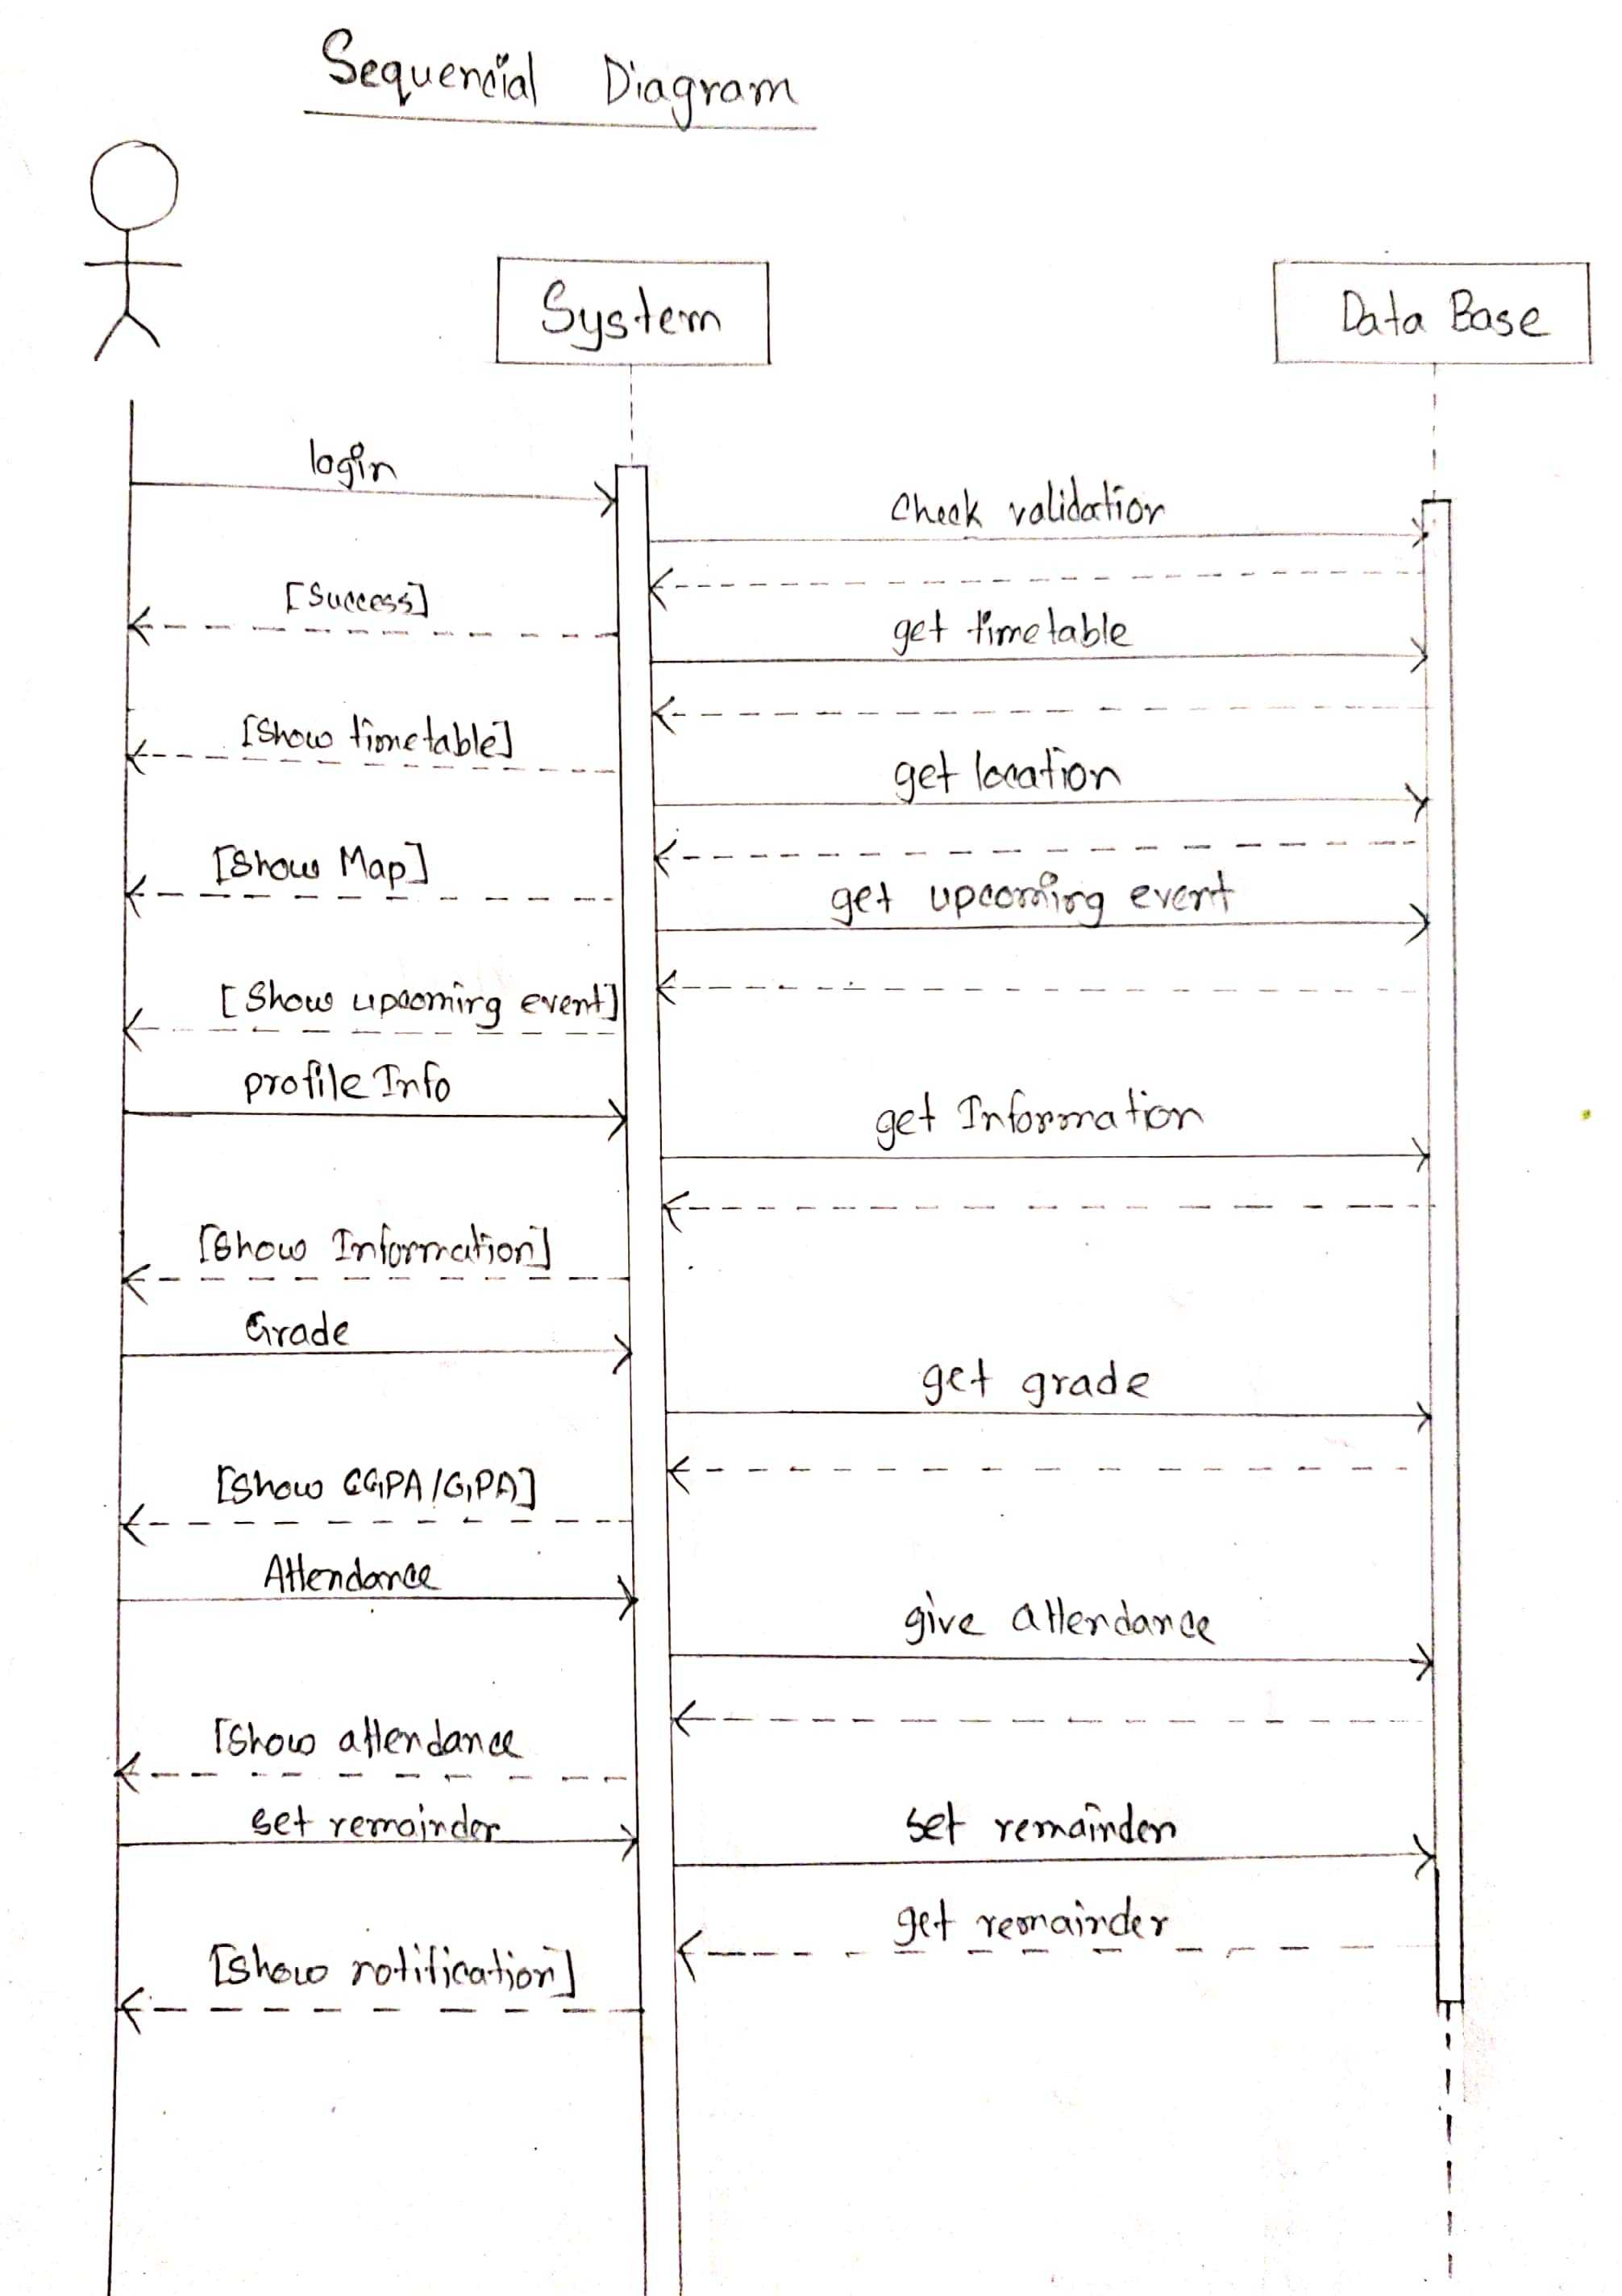 Sequencial Diagram
System
Data Base
login
check validation
[Success]
get timetable
[Show timetable]
get location
[Show Map]
get upcoming event
[Show upcoming event]
profile Info
get Information
[Show Information]
Grade
get grade
[Show CGPA/GPA]
Attendance
give attendance
[Show attendance
set remainder
set remainder
get remainder
[Show notification]